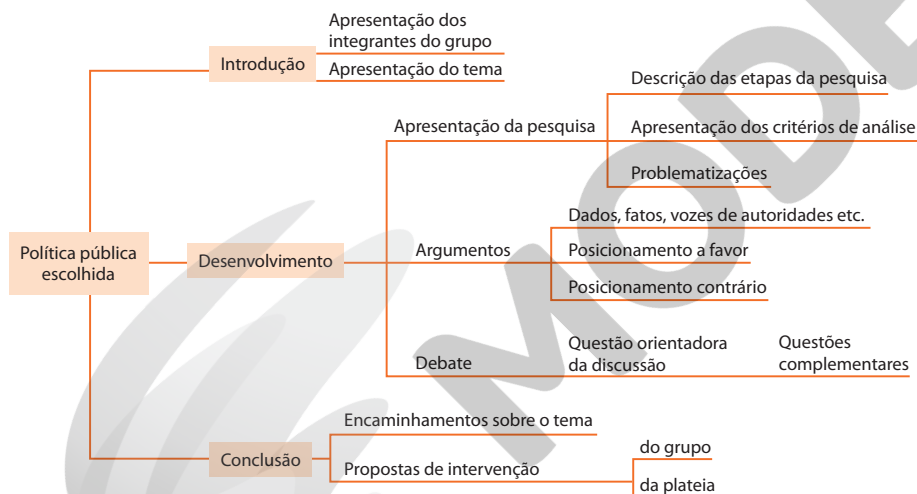 Apresentação dos
integrantes do grupo
Introdução
Apresentação do tema
Descrição das etapas da pesquisa
Apresentação da pesquisa
Apresentação dos critérios de análise
Problematizações
Dados, fatos, vozes de autoridades etc.
Política pública
escolhida
Desenvolvimento
Argumentos
Posicionamento a favor
Posicionamento contrário
Debate
Questão orientadora
da discussão
Questões
complementares
Encaminhamentos sobre o tema
Conclusão
Propostas de intervenção
do grupo
da plateia
MODE